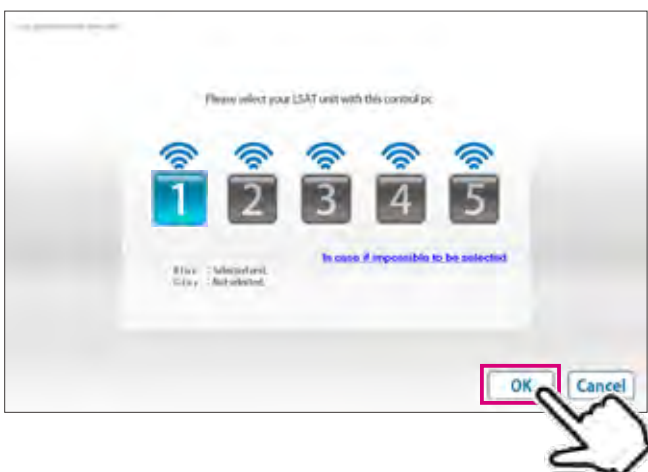 Please select your LSAT unit with this control pc
1 2 3 4 5
In case if impossible to be selected
Blue : Selected unit.
Gray : Not selected.
OK Cancel